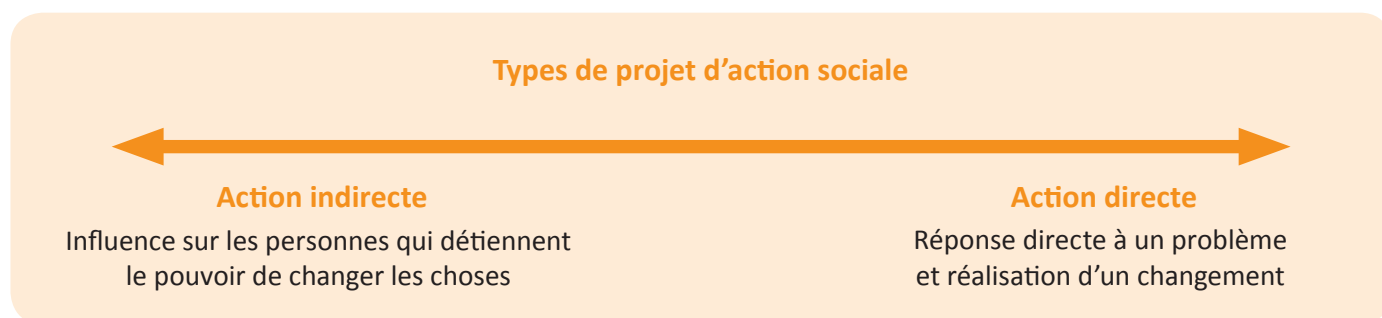 Types de projet d'action sociale
Action indirecte
Influence sur les personnes qui détiennent
le pouvoir de changer les choses
Action directe
Réponse directe à un problème
et réalisation d'un changement